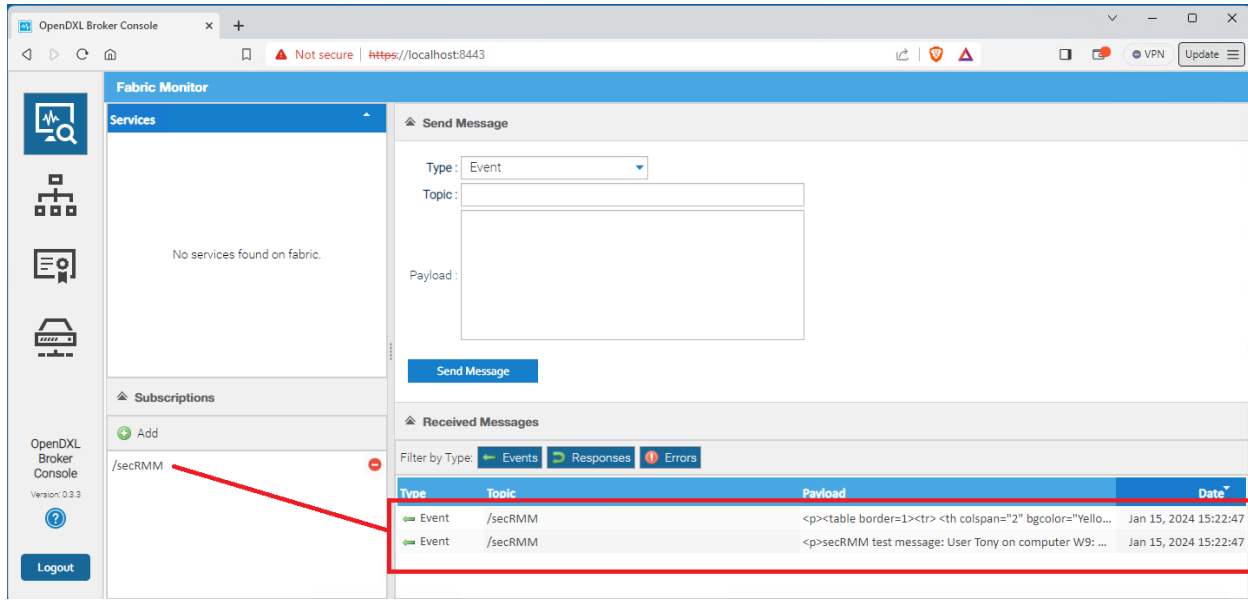 OpenDXL Broker Console
Not secure https://localhost:8443
VPN
Update
Fabric Monitor
Services
No services found on fabric.
Subscriptions
Add
/secRMM
Send Message
Type : Event
Topic :
Payload :
Send Message
Received Messages
Filter by Type: Events Responses Errors
Type Topic Payload Date
Event /secRMM <p><table border=1><tr> <th colspan="2" bgcolor="Yello... Jan 15, 2024 15:22:47
Event /secRMM <p>secRMM test message: User Tony on computer W9: ... Jan 15, 2024 15:22:47
OpenDXL
Broker
Console
Version: 0.3.3
Logout